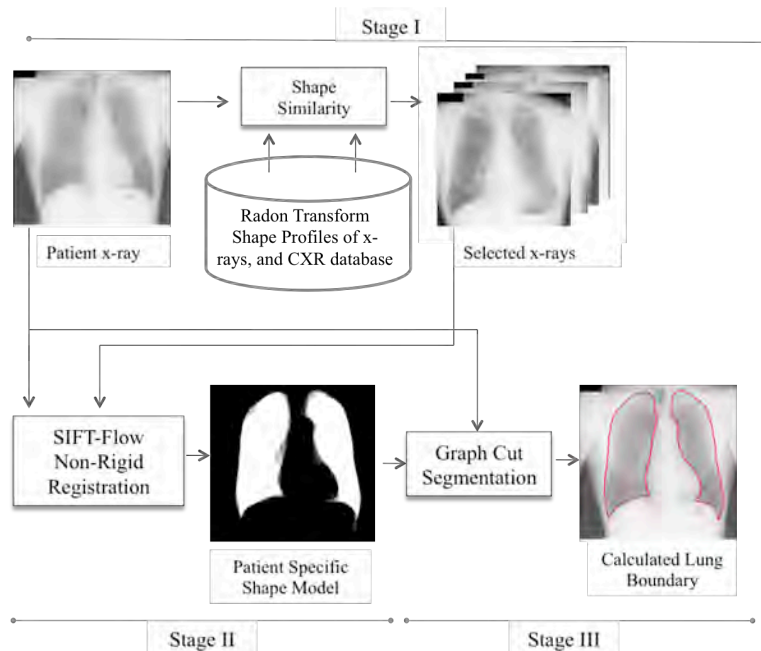 Stage I
Shape
Similarity
Radon Transform
Shape Profiles of x-
rays, and CXR database
Patient x-ray
Selected x-rays
SIFT-Flow
Non-Rigid
Registration
Graph Cut
Segmentation
Patient Specific
Shape Model
Calculated Lung
Boundary
Stage II
Stage III